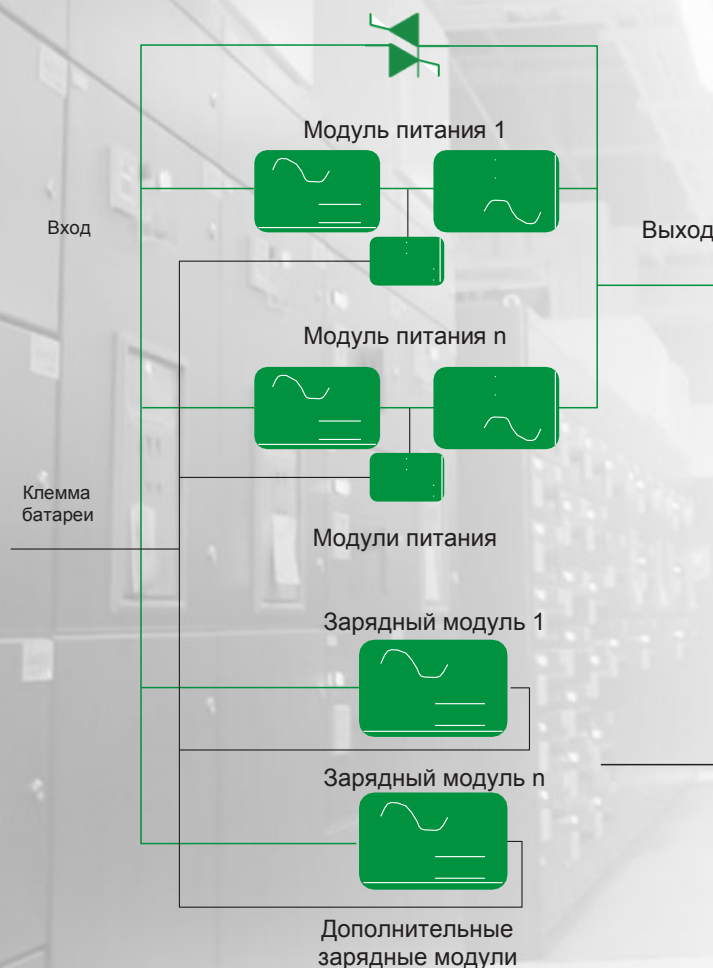 Модуль питания 1
Вход
Выход
Модуль питания n
Клемма
батареи
Модули питания
Зарядный модуль 1
Зарядный модуль n
Дополнительные
зарядные модули